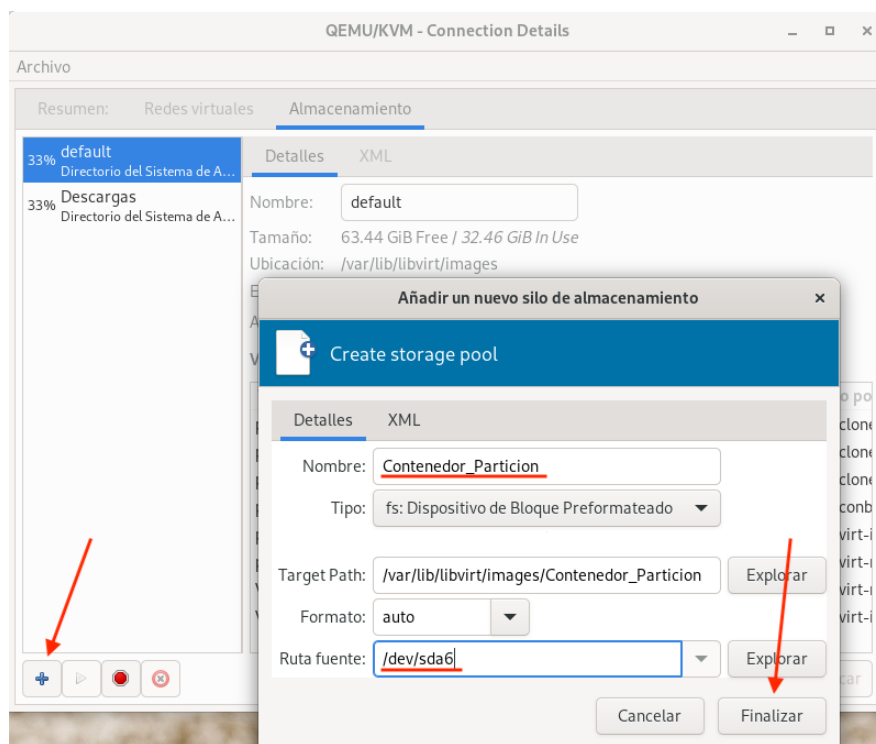 QEMU/KVM - Connection Details
Archivo
Resumen: Redes virtuales Almacenamiento
33% default
Directorio del Sistema de A...
33% Descargas
Directorio del Sistema de A...
Detalles XML
Nombre: default
Tamaño: 63.44 GiB Free / 32.46 GiB In Use
Ubicación: /var/lib/libvirt/images
Añadir un nuevo silo de almacenamiento
Create storage pool
Detalles XML
Nombre: Contenedor_Particion
Tipo: fs: Dispositivo de Bloque Preformateado
Target Path: /var/lib/libvirt/images/Contenedor_Particion Explorar
Formato: auto
Ruta fuente: /dev/sda6 Explorar
Cancelar Finalizar